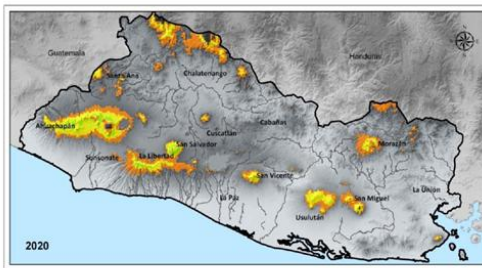 Guatemala
Honduras
Santa Ana
Chalatenango
Ahuachapán
Cuscatlán
Cabañas
Morazán
San Salvador
Sonsonate
La Libertad
San Vicente
La Unión
La Paz
Usulután
San Miguel
2020